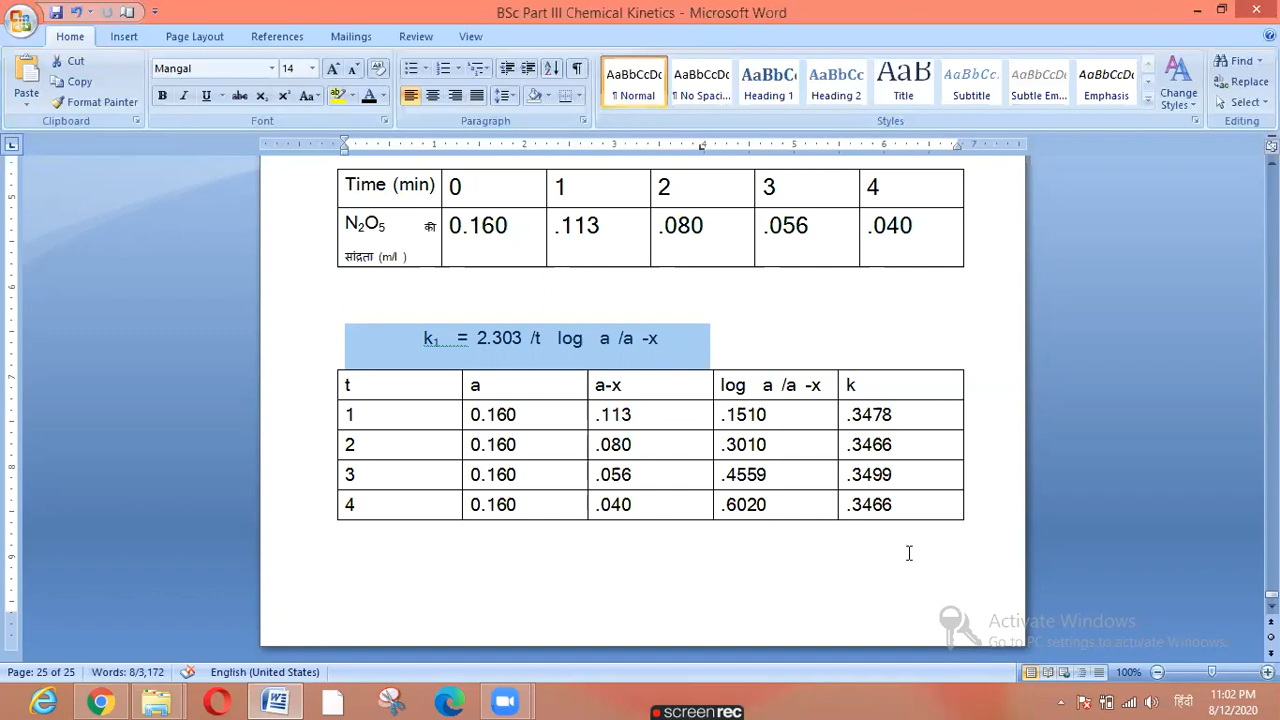 BSc Part III Chemical Kinetics - Microsoft Word
Home Insert Page Layout References Mailings Review View
Paste
Cut
Copy
Format Painter
Clipboard
Mangal 14
Font
Paragraph
AaBbCcDc AaBbCcDc AaBbCc AaBbCc AaB AaBbCc. AaBbCcDc AaBbCcDc
¶ Normal ¶ No Spaci... Heading 1 Heading 2 Title Subtitle Subtle Em... Emphasis
Change Styles
Styles
Find
Replace
Select
Editing
Time (min) 0 1 2 3 4
N₂O₅ की 0.160 .113 .080 .056 .040
सांद्रता (m/l )
k₁ = 2.303 /t log a /a -x
t a a-x log a /a -x k
1 0.160 .113 .1510 .3478
2 0.160 .080 .3010 .3466
3 0.160 .056 .4559 .3499
4 0.160 .040 .6020 .3466
Activate Windows
Go to PC settings to activate Windows.
Page: 25 of 25 Words: 8/3,172 English (United States) 100%
हिंदी
11:02 PM
8/12/2020
screenrec